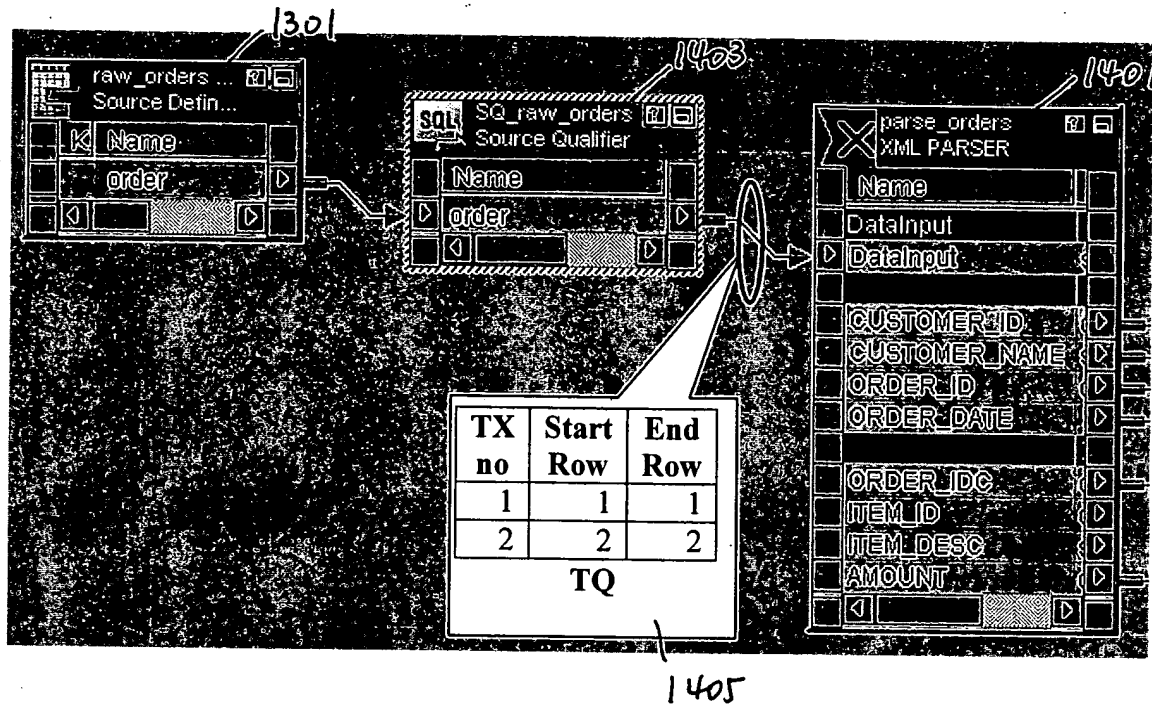 1301
raw_orders ...
Source Defin...
K Name
order
1403
SQL
SQ_raw_orders
Source Qualifier
Name
order
1401
parse_orders
XML PARSER
Name
DataInput
DataInput
CUSTOMER_ID
CUSTOMER_NAME
ORDER_ID
ORDER_DATE
ORDER_IDC
ITEM_ID
ITEM_DESC
AMOUNT
TX no Start Row End Row
1 1 1
2 2 2
TQ
1405